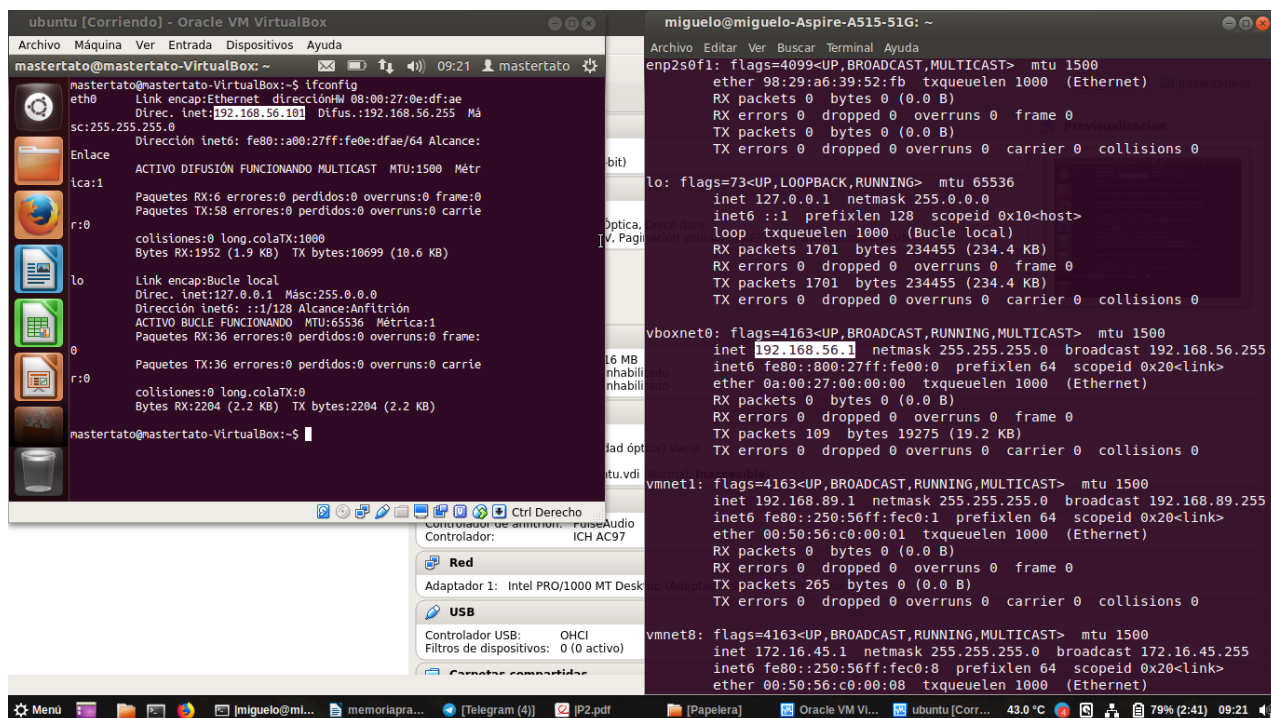 ubuntu [Corriendo] - Oracle VM VirtualBox
Archivo Máquina Ver Entrada Dispositivos Ayuda
mastertato@mastertato-VirtualBox: ~ 09:21 mastertato
mastertato@mastertato-VirtualBox:~$ ifconfig
eth0 Link encap:Ethernet direcciónHW 08:00:27:0e:df:ae
Direc. inet:192.168.56.101 Difus.:192.168.56.255 Má
sc:255.255.255.0
Dirección inet6: fe80::a00:27ff:fe0e:dfae/64 Alcance:
Enlace
ACTIVO DIFUSIÓN FUNCIONANDO MULTICAST MTU:1500 Métr
ica:1
Paquetes RX:6 errores:0 perdidos:0 overruns:0 frame:0
Paquetes TX:58 errores:0 perdidos:0 overruns:0 carrie
r:0
colisiones:0 long.colaTX:1000
Bytes RX:1952 (1.9 KB) TX bytes:10699 (10.6 KB)
lo Link encap:Bucle local
Direc. inet:127.0.0.1 Másc:255.0.0.0
Dirección inet6: ::1/128 Alcance:Anfitrión
ACTIVO BUCLE FUNCIONANDO MTU:65536 Métrica:1
Paquetes RX:36 errores:0 perdidos:0 overruns:0 frame:
0
Paquetes TX:36 errores:0 perdidos:0 overruns:0 carrie
r:0
colisiones:0 long.colaTX:0
Bytes RX:2204 (2.2 KB) TX bytes:2204 (2.2 KB)
mastertato@mastertato-VirtualBox:~$
Ctrl Derecho
-bit)
Óptica, Disco duro
16 MB
tu.vdi (Normal, Inaccesible)
Controlador de anfitrión: PulseAudio
Controlador: ICH AC97
Red
Adaptador 1: Intel PRO/1000 MT Desk
USB
Controlador USB: OHCI
Filtros de dispositivos: 0 (0 activo)
Carpetas compartidas
miguelo@miguelo-Aspire-A515-51G: ~
Archivo Editar Ver Buscar Terminal Ayuda
enp2s0f1: flags=4099<UP,BROADCAST,MULTICAST> mtu 1500
ether 98:29:a6:39:52:fb txqueuelen 1000 (Ethernet)
RX packets 0 bytes 0 (0.0 B)
RX errors 0 dropped 0 overruns 0 frame 0
TX packets 0 bytes 0 (0.0 B)
TX errors 0 dropped 0 overruns 0 carrier 0 collisions 0
instantáneas
Previsualización
lo: flags=73<UP,LOOPBACK,RUNNING> mtu 65536
inet 127.0.0.1 netmask 255.0.0.0
inet6 ::1 prefixlen 128 scopeid 0x10<host>
loop txqueuelen 1000 (Bucle local)
RX packets 1701 bytes 234455 (234.4 KB)
RX errors 0 dropped 0 overruns 0 frame 0
TX packets 1701 bytes 234455 (234.4 KB)
TX errors 0 dropped 0 overruns 0 carrier 0 collisions 0
vboxnet0: flags=4163<UP,BROADCAST,RUNNING,MULTICAST> mtu 1500
inet 192.168.56.1 netmask 255.255.255.0 broadcast 192.168.56.255
inet6 fe80::800:27ff:fe00:0 prefixlen 64 scopeid 0x20<link>
ether 0a:00:27:00:00:00 txqueuelen 1000 (Ethernet)
RX packets 0 bytes 0 (0.0 B)
RX errors 0 dropped 0 overruns 0 frame 0
TX packets 109 bytes 19275 (19.2 KB)
TX errors 0 dropped 0 overruns 0 carrier 0 collisions 0
vmnet1: flags=4163<UP,BROADCAST,RUNNING,MULTICAST> mtu 1500
inet 192.168.89.1 netmask 255.255.255.0 broadcast 192.168.89.255
inet6 fe80::250:56ff:fec0:1 prefixlen 64 scopeid 0x20<link>
ether 00:50:56:c0:00:01 txqueuelen 1000 (Ethernet)
RX packets 0 bytes 0 (0.0 B)
RX errors 0 dropped 0 overruns 0 frame 0
TX packets 265 bytes 0 (0.0 B)
TX errors 0 dropped 0 overruns 0 carrier 0 collisions 0
vmnet8: flags=4163<UP,BROADCAST,RUNNING,MULTICAST> mtu 1500
inet 172.16.45.1 netmask 255.255.255.0 broadcast 172.16.45.255
inet6 fe80::250:56ff:fec0:8 prefixlen 64 scopeid 0x20<link>
ether 00:50:56:c0:00:08 txqueuelen 1000 (Ethernet)
Menú |miguelo@mi... memoriapra... [Telegram (4)] |P2.pdf [Papelera] Oracle VM Vi... ubuntu [Corr... 43.0 °C 79% (2:41) 09:21